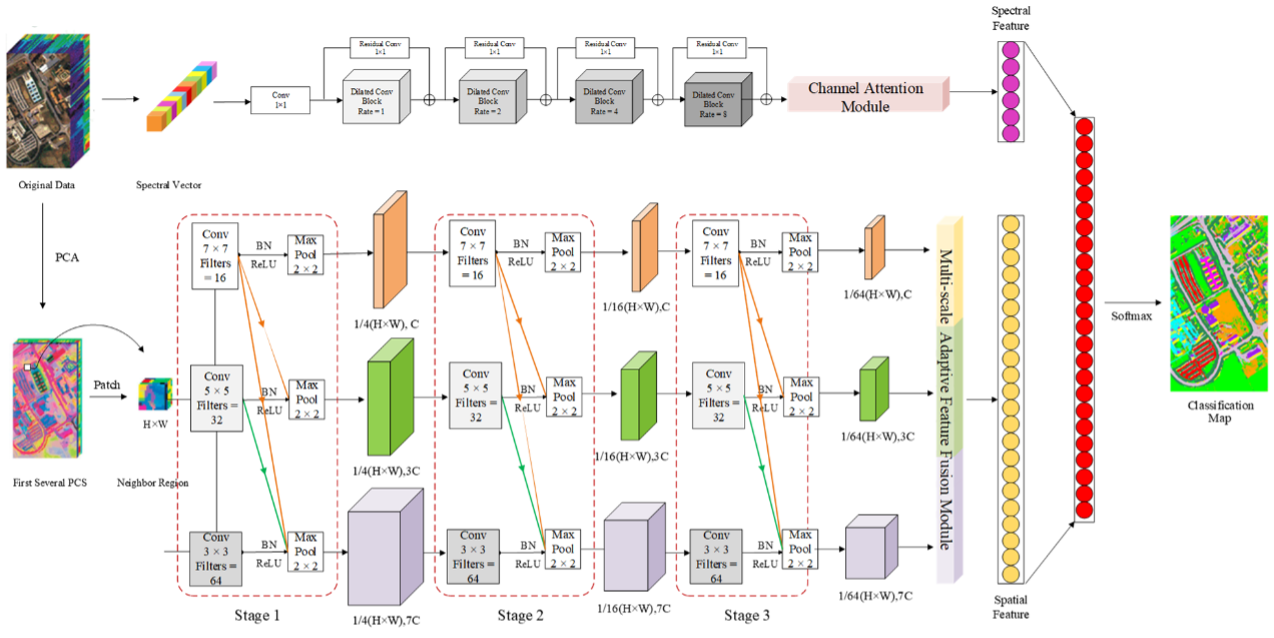 Spectral
Feature
Residual Conv
1×1
Residual Conv
1×1
Residual Conv
1×1
Residual Conv
1×1
Conv
1×1
Dilated Conv
Block
Rate = 1
Dilated Conv
Block
Rate = 2
Dilated Conv
Block
Rate = 4
Dilated Conv
Block
Rate = 8
Channel Attention
Module
Original Data
Spectral Vector
PCA
Conv
7 × 7
Filters
= 16
BN
ReLU
Max
Pool
2 × 2
1/4(H×W), C
Conv
7 × 7
Filters
= 16
BN
ReLU
Max
Pool
2 × 2
1/16(H×W),C
Conv
7 × 7
Filters
= 16
BN
ReLU
Max
Pool
2 × 2
1/64(H×W),C
Patch
H×W
First Several PCS
Neighbor Region
Conv
5 × 5
Filters =
32
BN
ReLU
Max
Pool
2 × 2
1/4(H×W),3C
Conv
5 × 5
Filters =
32
BN
ReLU
Max
Pool
2 × 2
1/16(H×W),3C
Conv
5 × 5
Filters =
32
BN
ReLU
Max
Pool
2 × 2
1/64(H×W),3C
Conv
3 × 3
Filters =
64
BN
ReLU
Max
Pool
2 × 2
1/4(H×W),7C
Conv
3 × 3
Filters =
64
BN
ReLU
Max
Pool
2 × 2
1/16(H×W),7C
Conv
3 × 3
Filters =
64
BN
ReLU
Max
Pool
2 × 2
1/64(H×W),7C
Stage 1
Stage 2
Stage 3
Multi-scale Adaptive Feature Fusion Module
Spatial
Feature
Softmax
Classification
Map